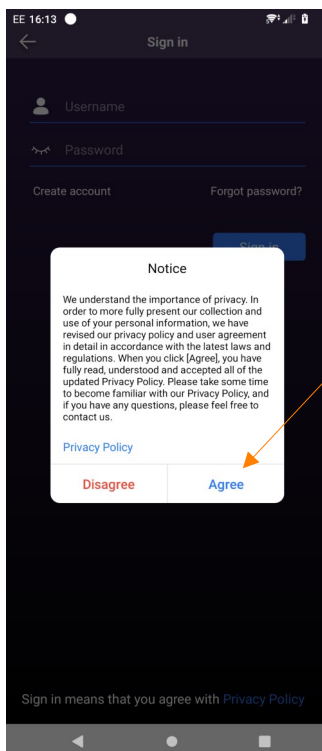 EE 16:13
Sign in
Username
Password
Create account Forgot password?
Sign in
Notice
We understand the importance of privacy. In
order to more fully present our collection and
use of your personal information, we have
revised our privacy policy and user agreement
in detail in accordance with the latest laws and
regulations. When you click [Agree], you have
fully read, understood and accepted all of the
updated Privacy Policy. Please take some time
to become familiar with our Privacy Policy, and
if you have any questions, please feel free to
contact us.
Privacy Policy
Disagree Agree
Sign in means that you agree with Privacy Policy